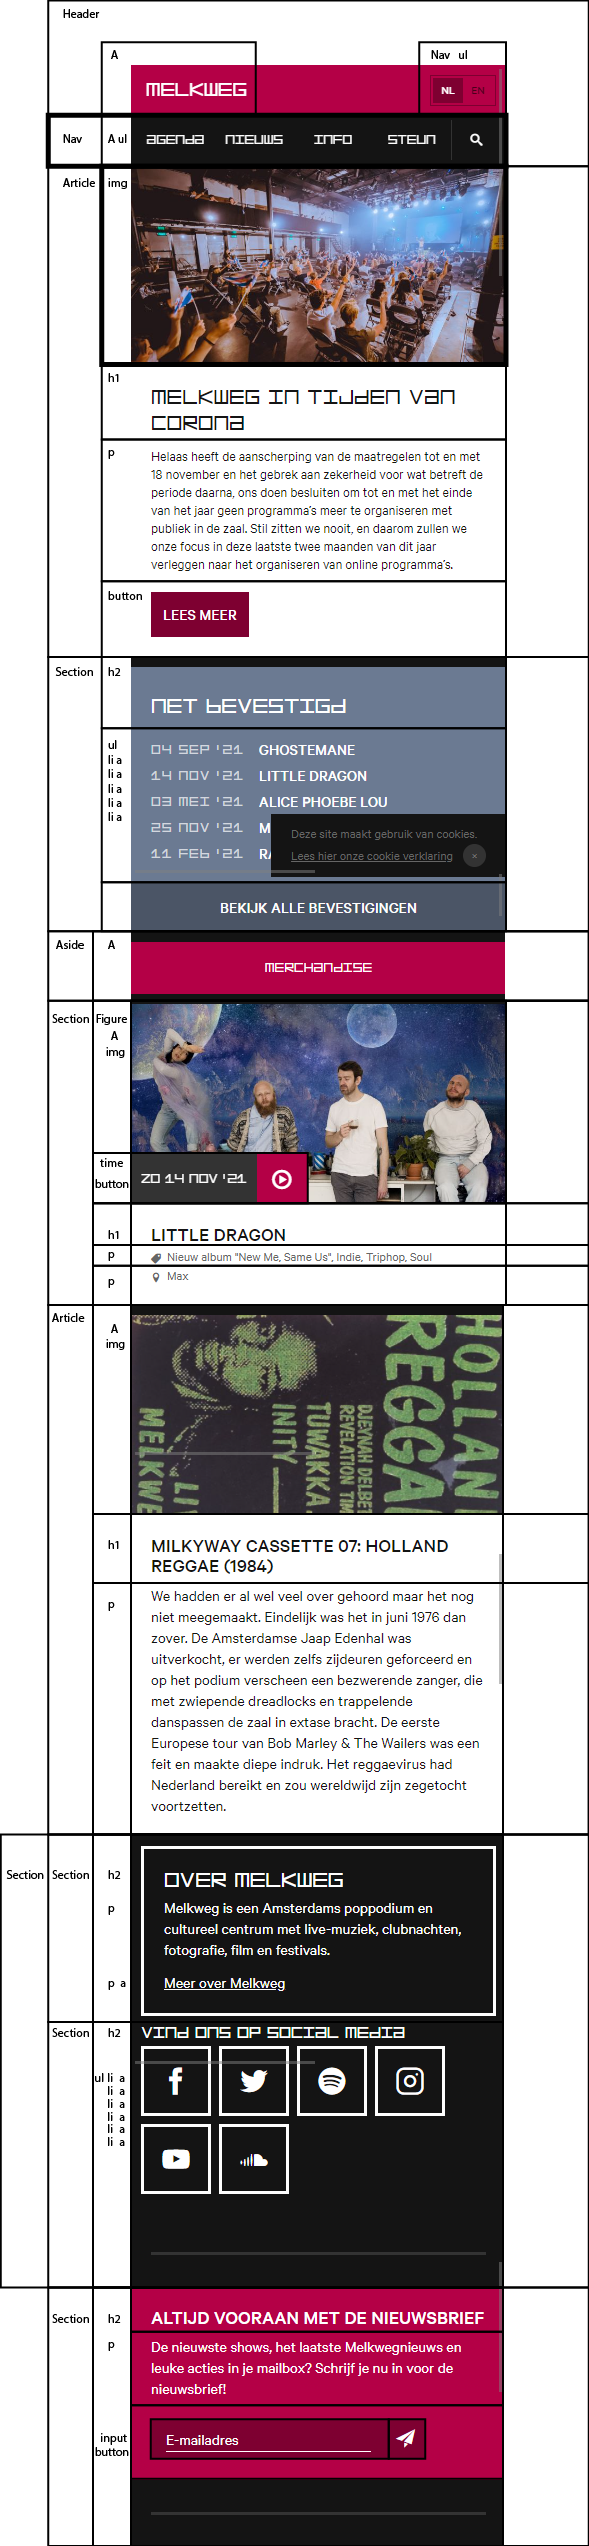 Header
A
Nav ul
MELKWEG
NL EN
Nav
A ul
AGENDA NIEUWS INFO STEUN
Article
img
h1
MELKWEG IN TIJDEN VAN
CORONA
p
Helaas heeft de aanscherping van de maatregelen tot en met
18 november en het gebrek aan zekerheid voor wat betreft de
periode daarna, ons doen besluiten om tot en met het einde
van het jaar geen programma's meer te organiseren met
publiek in de zaal. Stil zitten we nooit, en daarom zullen we
onze focus in deze laatste twee maanden van dit jaar
verleggen naar het organiseren van online programma's.
button
LEES MEER
Section
h2
NET BEVESTIGD
ul
li a
li a
li a
li a
li a
04 SEP '21 GHOSTEMANE
14 NOV '21 LITTLE DRAGON
03 MEI '21 ALICE PHOEBE LOU
25 NOV '21 M
11 FEB '21 RA
Deze site maakt gebruik van cookies.
Lees hier onze cookie verklaring ×
BEKIJK ALLE BEVESTIGINGEN
Aside
A
MERCHANDISE
Section
Figure
A
img
time
button
ZO 14 NOV '21
h1
LITTLE DRAGON
p
Nieuw album "New Me, Same Us", Indie, Triphop, Soul
p
Max
Article
A
img
HOLLAN
REGGA
DJEYNAH DELBET
REVELATION TIM
TUWAKKA
INITY
LI
MELKWE
h1
MILKYWAY CASSETTE 07: HOLLAND
REGGAE (1984)
p
We hadden er al wel veel over gehoord maar het nog
niet meegemaakt. Eindelijk was het in juni 1976 dan
zover. De Amsterdamse Jaap Edenhal was
uitverkocht, er werden zelfs zijdeuren geforceerd en
op het podium verscheen een bezwerende zanger, die
met zwiepende dreadlocks en trappelende
danspassen de zaal in extase bracht. De eerste
Europese tour van Bob Marley & The Wailers was een
feit en maakte diepe indruk. Het reggaevirus had
Nederland bereikt en zou wereldwijd zijn zegetocht
voortzetten.
Section
Section
h2
OVER MELKWEG
p
Melkweg is een Amsterdams poppodium en
cultureel centrum met live-muziek, clubnachten,
fotografie, film en festivals.
p a
Meer over Melkweg
Section
h2
VIND ONS OP SOCIAL MEDIA
ul li a
li a
li a
li a
li a
li a
Section
h2
ALTIJD VOORAAN MET DE NIEUWSBRIEF
p
De nieuwste shows, het laatste Melkwegnieuws en
leuke acties in je mailbox? Schrijf je nu in voor de
nieuwsbrief!
input
button
E-mailadres